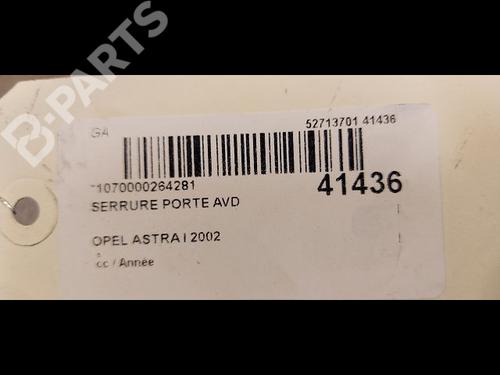 B-PARTS
GA
52713701 41436
1070000264281
41436
SERRURE PORTE AVD
OPEL ASTRA I 2002
cc / Année